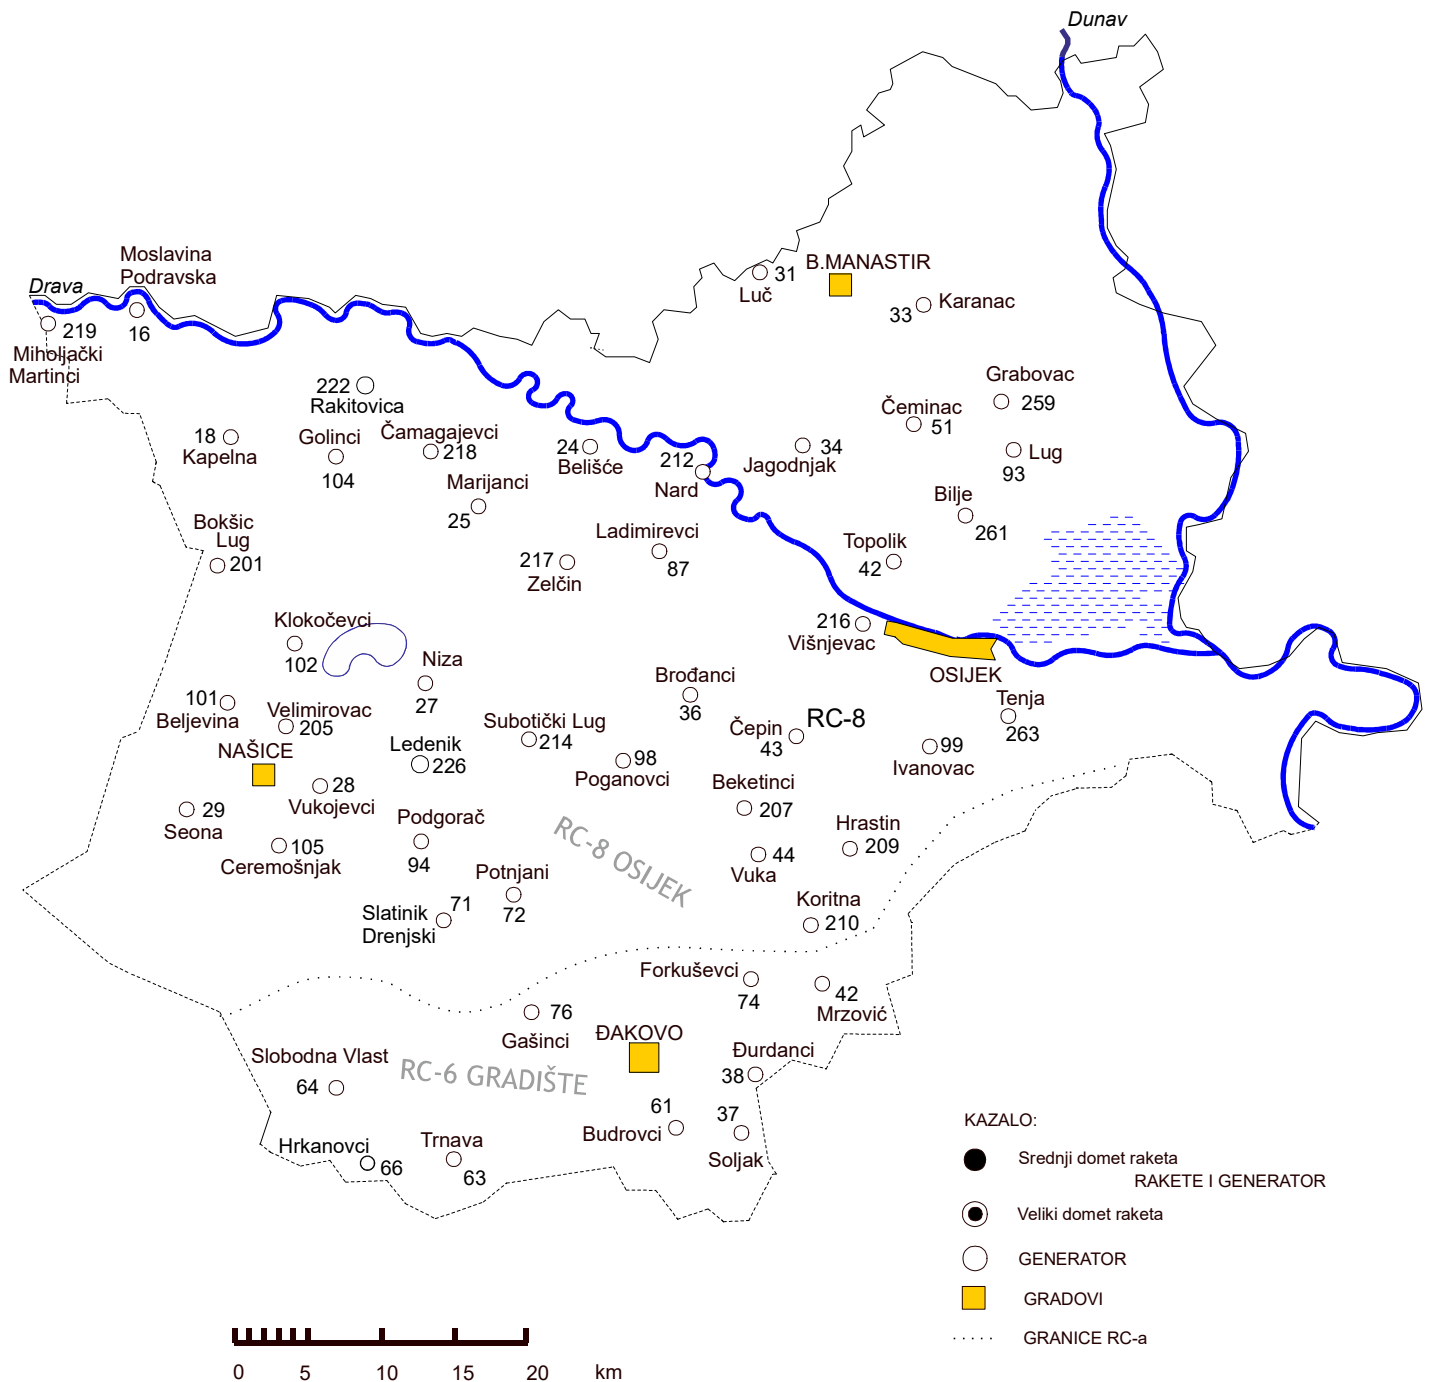 Dunav
Moslavina
Podravska
Drava
16
219
Miholjački
Martinci
31
Luč
B.MANASTIR
33
Karanac
222
Rakitovica
Grabovac
259
Čeminac
51
18
Kapelna
Golinci
104
Čamagajevci
218
24
Belišće
212
Nard
34
Jagodnjak
Lug
93
Marijanci
25
Bilje
261
Bokšic
Lug
201
Ladimirevci
87
217
Zelčin
Topolik
42
Klokočevci
102
216
Višnjevac
OSIJEK
Niza
27
Brođanci
36
Tenja
263
101
Beljevina
Velimirovac
205
NAŠICE
Subotički Lug
214
Čepin
43
RC-8
99
Ivanovac
Ledenik
226
98
Poganovci
28
Vukojevci
Beketinci
207
29
Seona
Podgorač
94
RC-8 OSIJEK
Hrastin
209
105
Ceremošnjak
44
Vuka
Potnjani
72
71
Slatinik
Drenjski
Koritna
210
Forkuševci
74
42
Mrzović
76
Gašinci
ĐAKOVO
Đurdanci
38
Slobodna Vlast
64
RC-6 GRADIŠTE
61
Budrovci
37
Soljak
Hrkanovci
66
Trnava
63
KAZALO:
Srednji domet raketa
RAKETE I GENERATOR
Veliki domet raketa
GENERATOR
GRADOVI
GRANICE RC-a
0 5 10 15 20 km